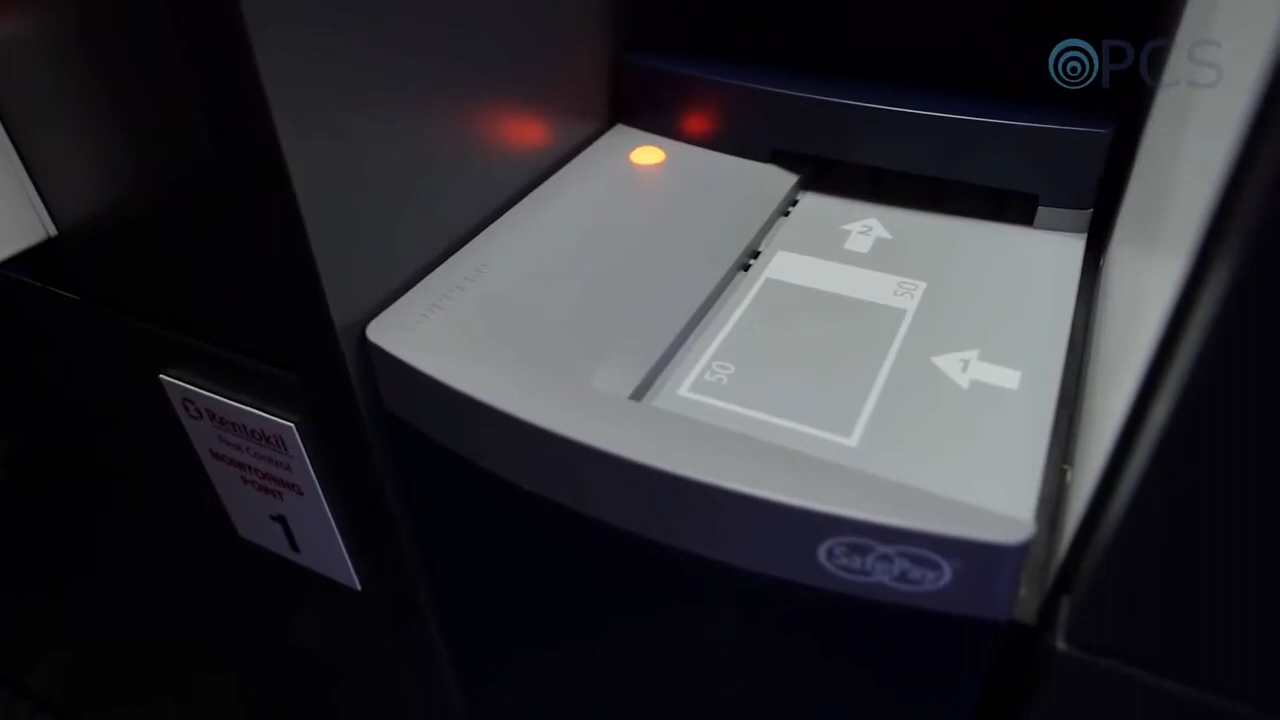 PCS
2
50
50
1
Rentokil
Pest Control
MONITORING
POINT
1
SafePay